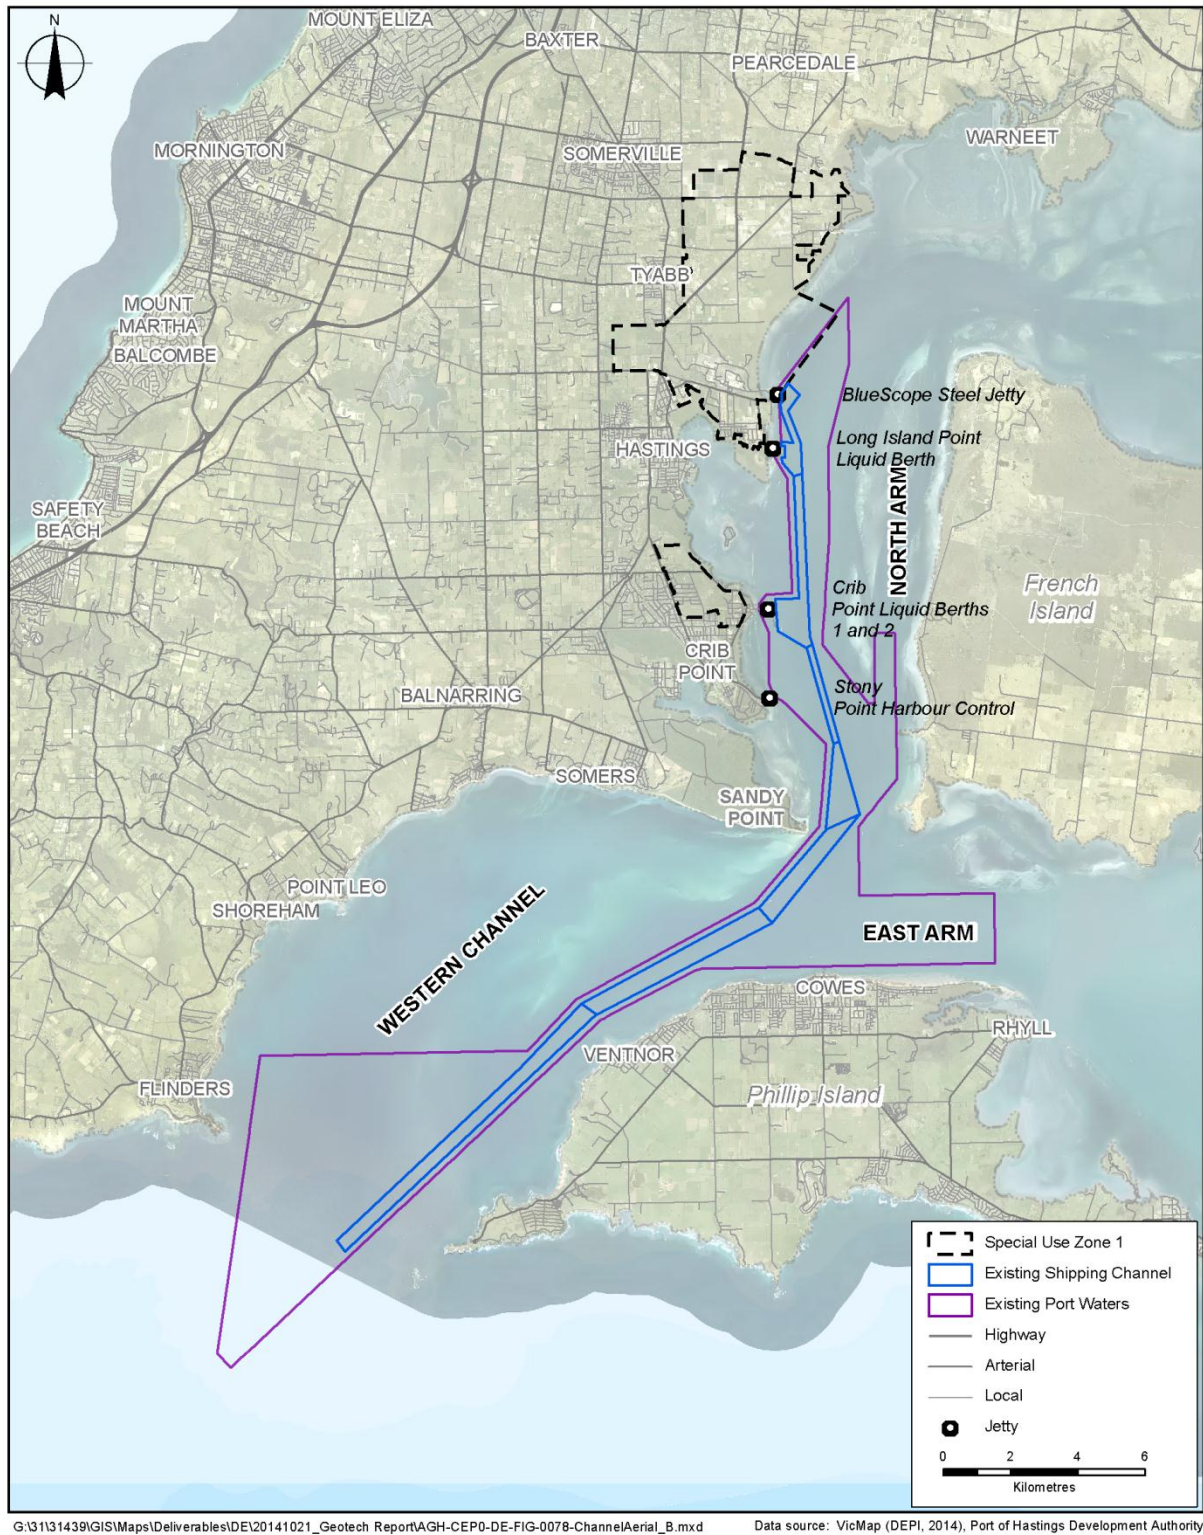 N
MOUNT ELIZA
BAXTER
PEARCEDALE
WARNEET
MORNINGTON
SOMERVILLE
TYABB
MOUNT
MARTHA
BALCOMBE
BlueScope Steel Jetty
Long Island Point
Liquid Berth
HASTINGS
NORTH ARM
SAFETY
BEACH
French
Island
Crib
Point Liquid Berths
1 and 2
CRIB
POINT
BALNARRING
Stony
Point Harbour Control
SOMERS
SANDY
POINT
POINT LEO
SHOREHAM
WESTERN CHANNEL
EAST ARM
COWES
RHYLL
VENTNOR
FLINDERS
Phillip Island
Special Use Zone 1
Existing Shipping Channel
Existing Port Waters
Highway
Arterial
Local
Jetty
0 2 4 6
Kilometres
G:\31\31439\GIS\Maps\Deliverables\DE\20141021_Geotech Report\AGH-CEP0-DE-FIG-0078-ChannelAerial_B.mxd
Data source: VicMap (DEPI, 2014), Port of Hastings Development Authority